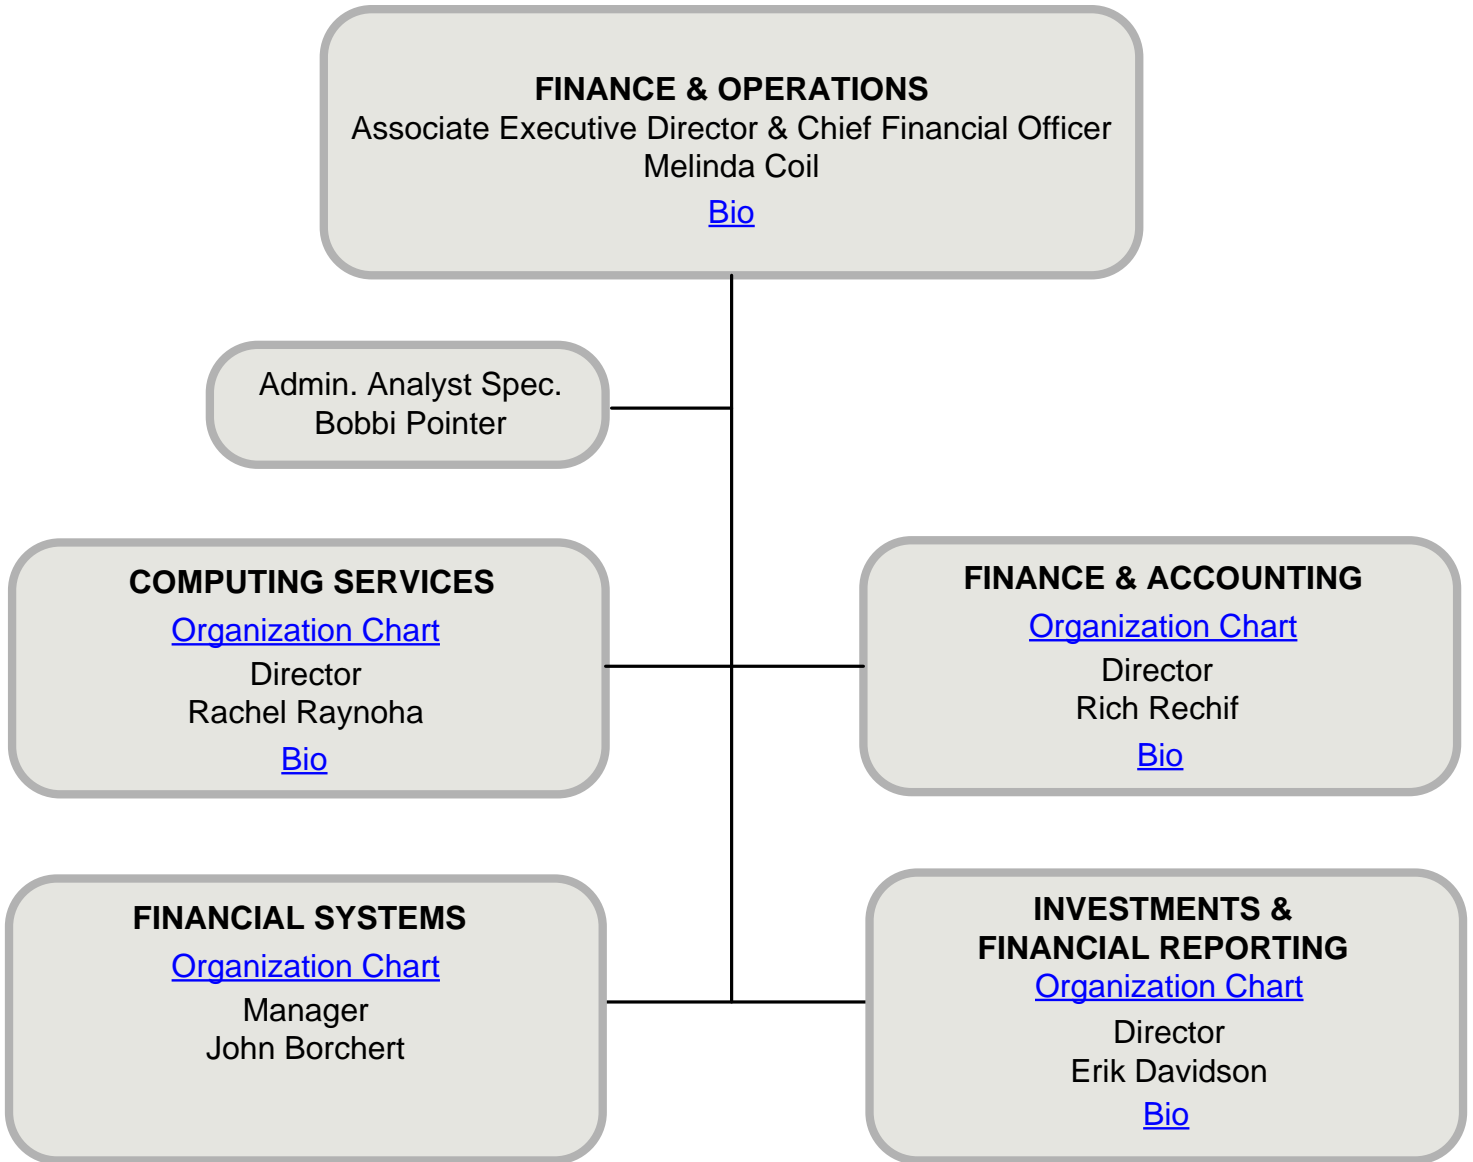 FINANCE & OPERATIONS
Associate Executive Director & Chief Financial Officer
Melinda Coil
Bio
Admin. Analyst Spec.
Bobbi Pointer
COMPUTING SERVICES
Organization Chart
Director
Rachel Raynoha
Bio
FINANCE & ACCOUNTING
Organization Chart
Director
Rich Rechif
Bio
FINANCIAL SYSTEMS
Organization Chart
Manager
John Borchert
INVESTMENTS &
FINANCIAL REPORTING
Organization Chart
Director
Erik Davidson
Bio